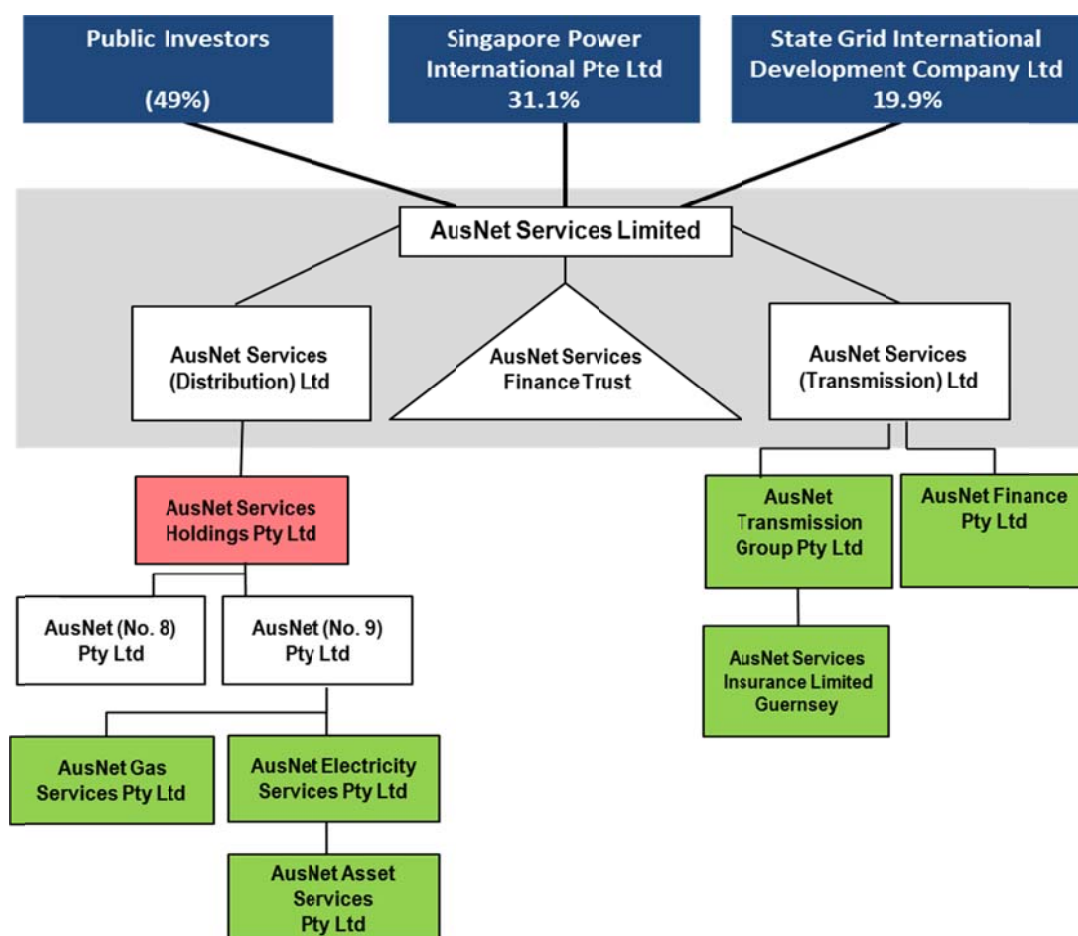 Public Investors
(49%)
Singapore Power
International Pte Ltd
31.1%
State Grid International
Development Company Ltd
19.9%
AusNet Services Limited
AusNet Services
(Distribution) Ltd
AusNet Services
Finance Trust
AusNet Services
(Transmission) Ltd
AusNet Services
Holdings Pty Ltd
AusNet
Transmission
Group Pty Ltd
AusNet Finance
Pty Ltd
AusNet (No. 8)
Pty Ltd
AusNet (No. 9)
Pty Ltd
AusNet Services
Insurance Limited
Guernsey
AusNet Gas
Services Pty Ltd
AusNet Electricity
Services Pty Ltd
AusNet Asset
Services
Pty Ltd